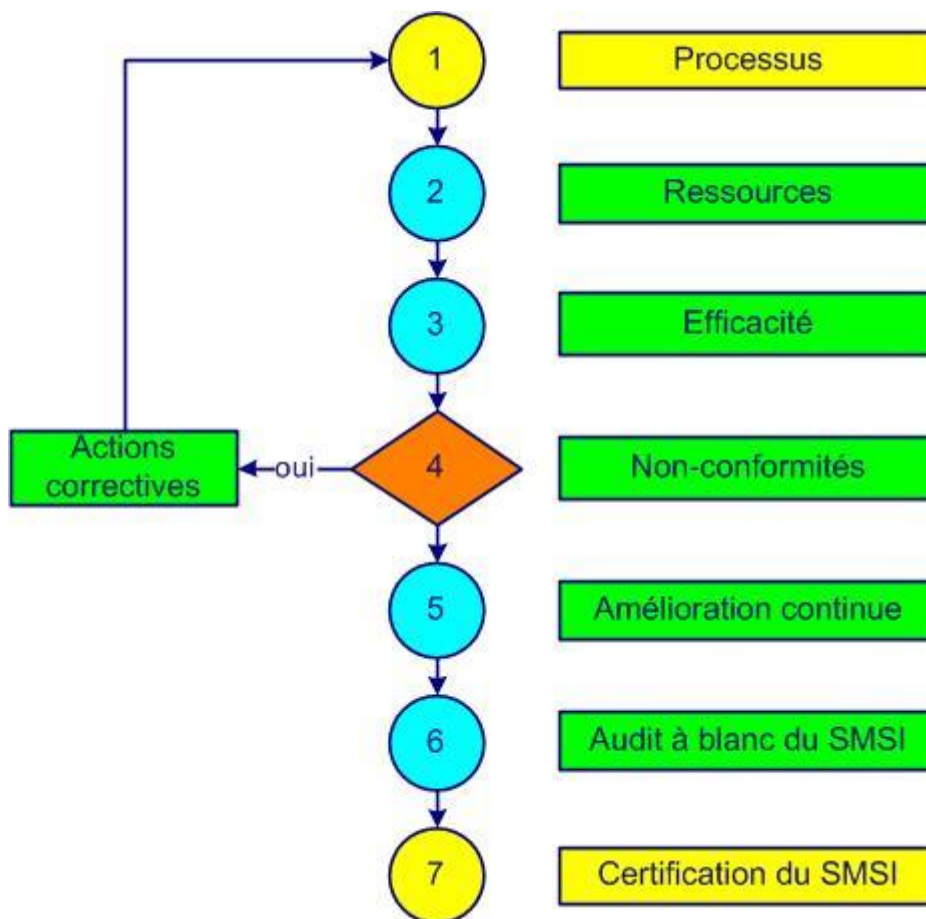 1
Processus
2
Ressources
3
Efficacité
Actions
correctives
oui
4
Non-conformités
5
Amélioration continue
6
Audit à blanc du SMSI
7
Certification du SMSI